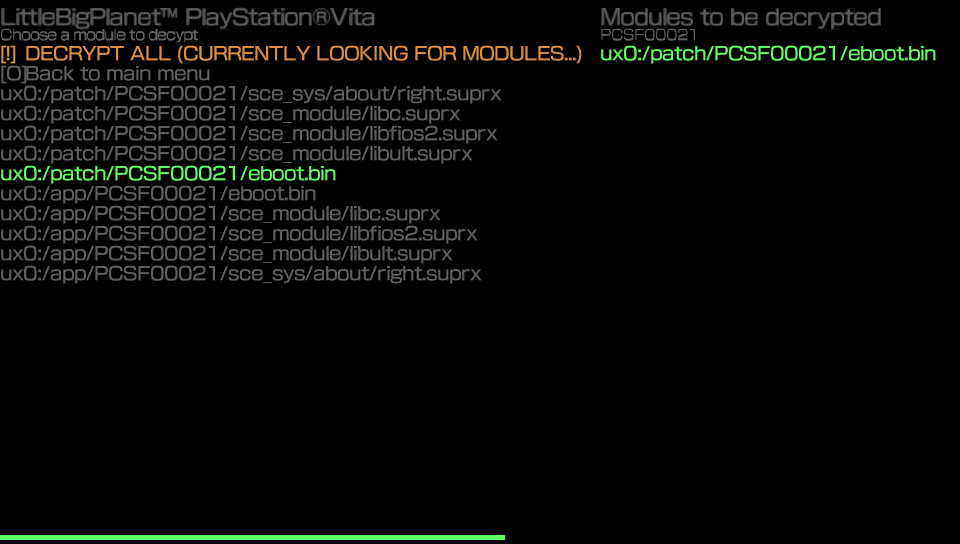 LittleBigPlanet™ PlayStation®Vita
Choose a module to decypt
[!] DECRYPT ALL (CURRENTLY LOOKING FOR MODULES...)
[O]Back to main menu
ux0:/patch/PCSF00021/sce_sys/about/right.suprx
ux0:/patch/PCSF00021/sce_module/libc.suprx
ux0:/patch/PCSF00021/sce_module/libfios2.suprx
ux0:/patch/PCSF00021/sce_module/libult.suprx
ux0:/patch/PCSF00021/eboot.bin
ux0:/app/PCSF00021/eboot.bin
ux0:/app/PCSF00021/sce_module/libc.suprx
ux0:/app/PCSF00021/sce_module/libfios2.suprx
ux0:/app/PCSF00021/sce_module/libult.suprx
ux0:/app/PCSF00021/sce_sys/about/right.suprx
Modules to be decrypted
PCSF00021
ux0:/patch/PCSF00021/eboot.bin